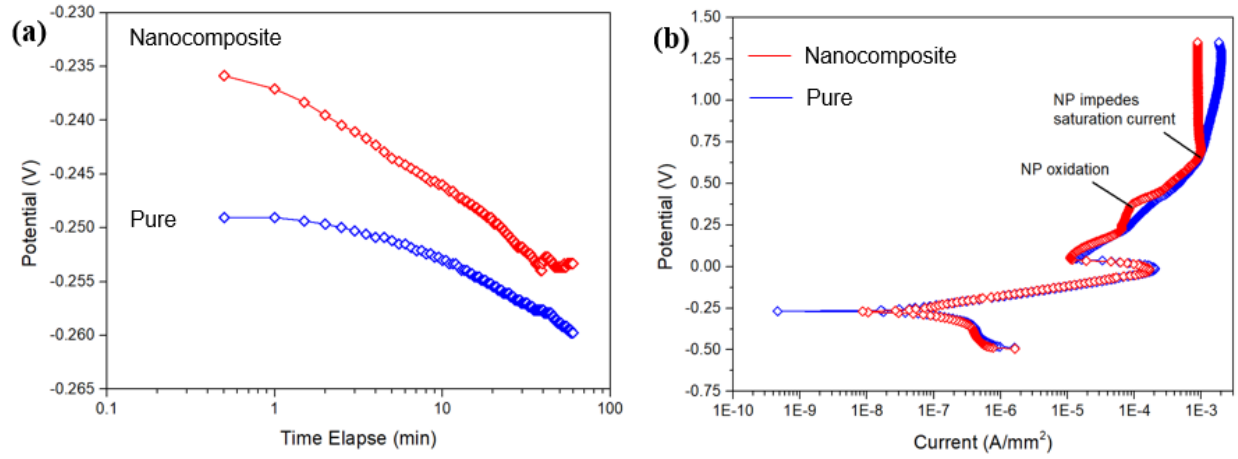 (a)
Nanocomposite
Pure
Potential (V)
-0.230
-0.235
-0.240
-0.245
-0.250
-0.255
-0.260
-0.265
0.1
1
10
100
Time Elapse (min)
(b)
Nanocomposite
Pure
NP impedes
saturation current
NP oxidation
Potential (V)
1.50
1.25
1.00
0.75
0.50
0.25
0.00
-0.25
-0.50
-0.75
1E-10
1E-9
1E-8
1E-7
1E-6
1E-5
1E-4
1E-3
Current (A/mm²)